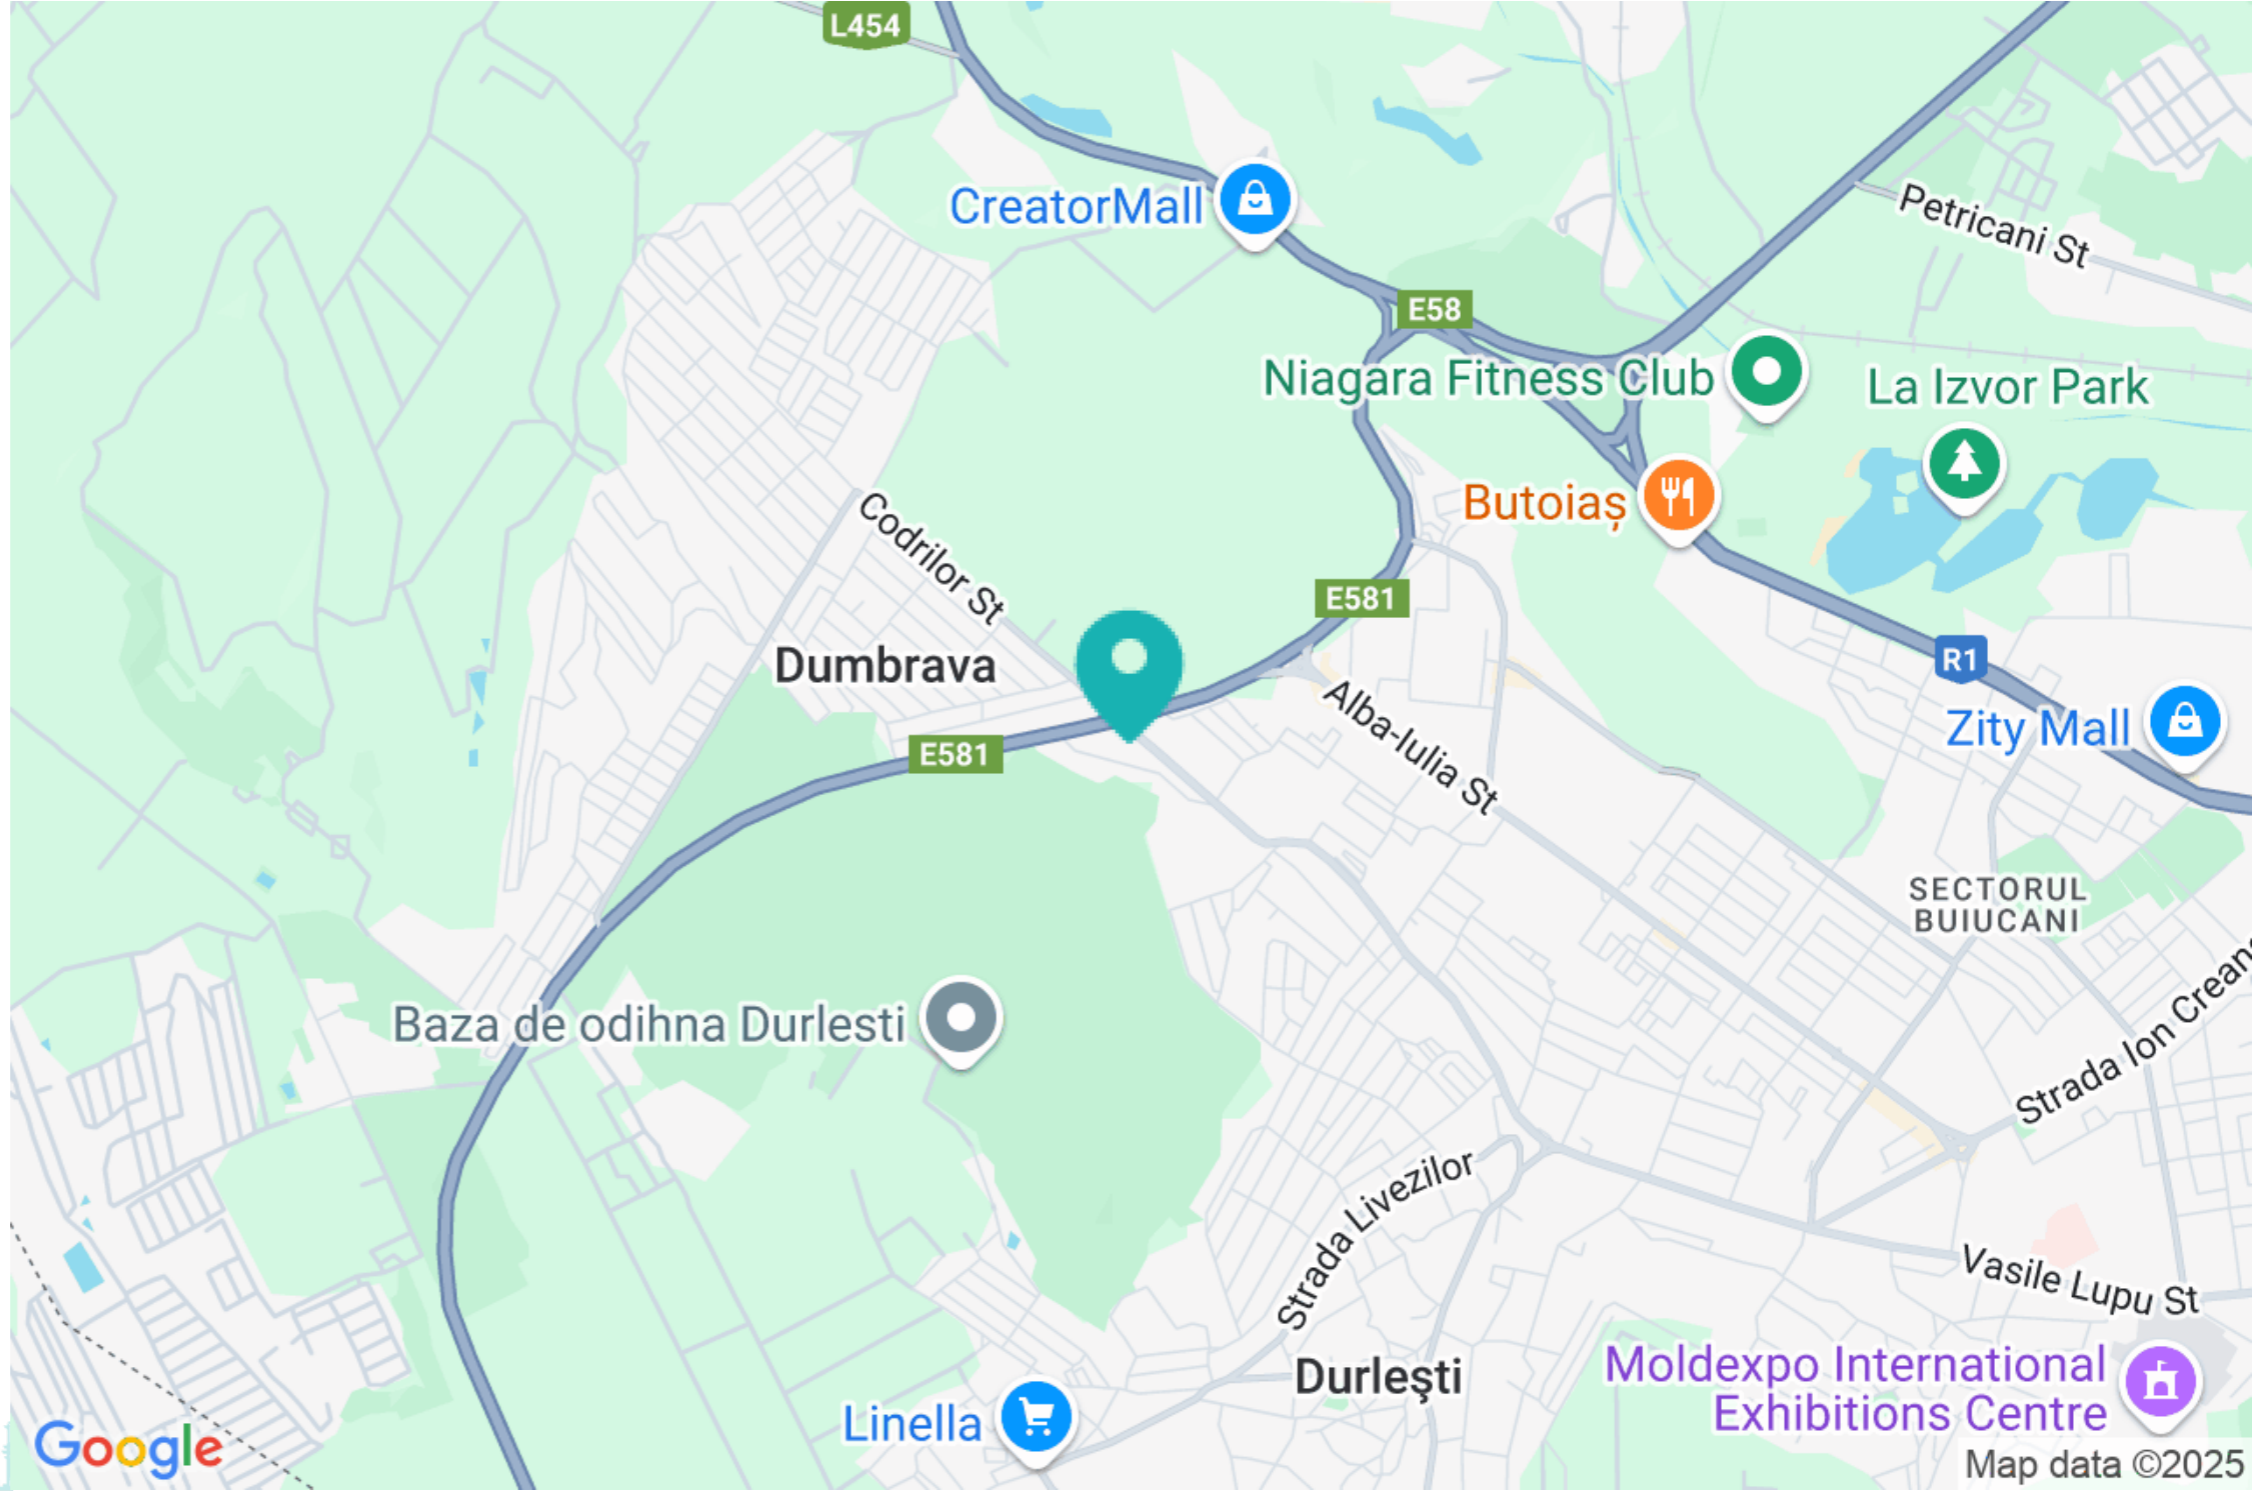 L454
CreatorMall
Petricani St
E58
Niagara Fitness Club
La Izvor Park
Butoiaș
Codrilor St
E581
Dumbrava
R1
Alba-Iulia St
Zity Mall
E581
SECTORUL
BUIUCANI
Baza de odihna Durlesti
Strada Ion Creang
Strada Livezilor
Vasile Lupu St
Durleşti
Moldexpo International
Exhibitions Centre
Linella
Google
Map data ©2025